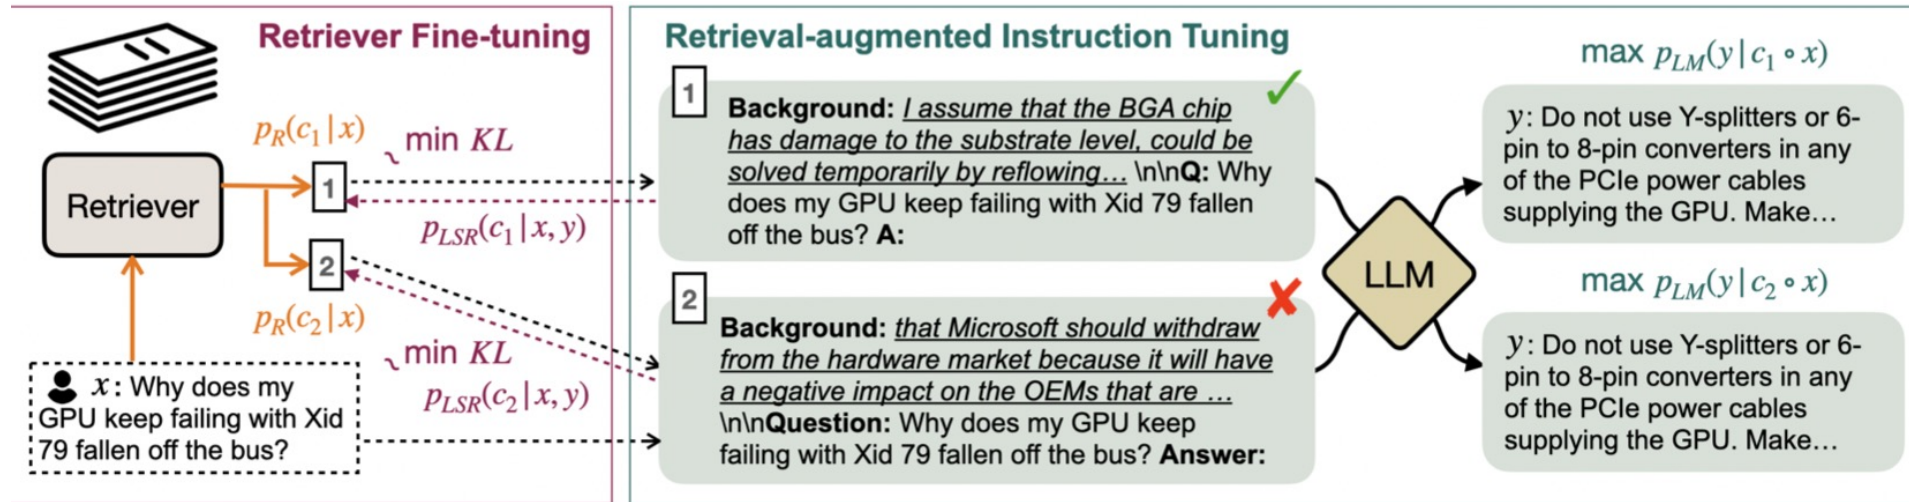 Retriever Fine-tuning
p_R(c_1|x)
min KL
Retriever
1
p_LSR(c_1|x, y)
2
p_R(c_2|x)
min KL
p_LSR(c_2|x, y)
x: Why does my
GPU keep failing with Xid
79 fallen off the bus?
Retrieval-augmented Instruction Tuning
1
Background: I assume that the BGA chip
has damage to the substrate level, could be
solved temporarily by reflowing… \n\nQ: Why
does my GPU keep failing with Xid 79 fallen
off the bus? A:
2
Background: that Microsoft should withdraw
from the hardware market because it will have
a negative impact on the OEMs that are …
\n\nQuestion: Why does my GPU keep
failing with Xid 79 fallen off the bus? Answer:
LLM
max p_LM(y|c_1 ∘ x)
y: Do not use Y-splitters or 6-
pin to 8-pin converters in any
of the PCIe power cables
supplying the GPU. Make…
max p_LM(y|c_2 ∘ x)
y: Do not use Y-splitters or 6-
pin to 8-pin converters in any
of the PCIe power cables
supplying the GPU. Make…